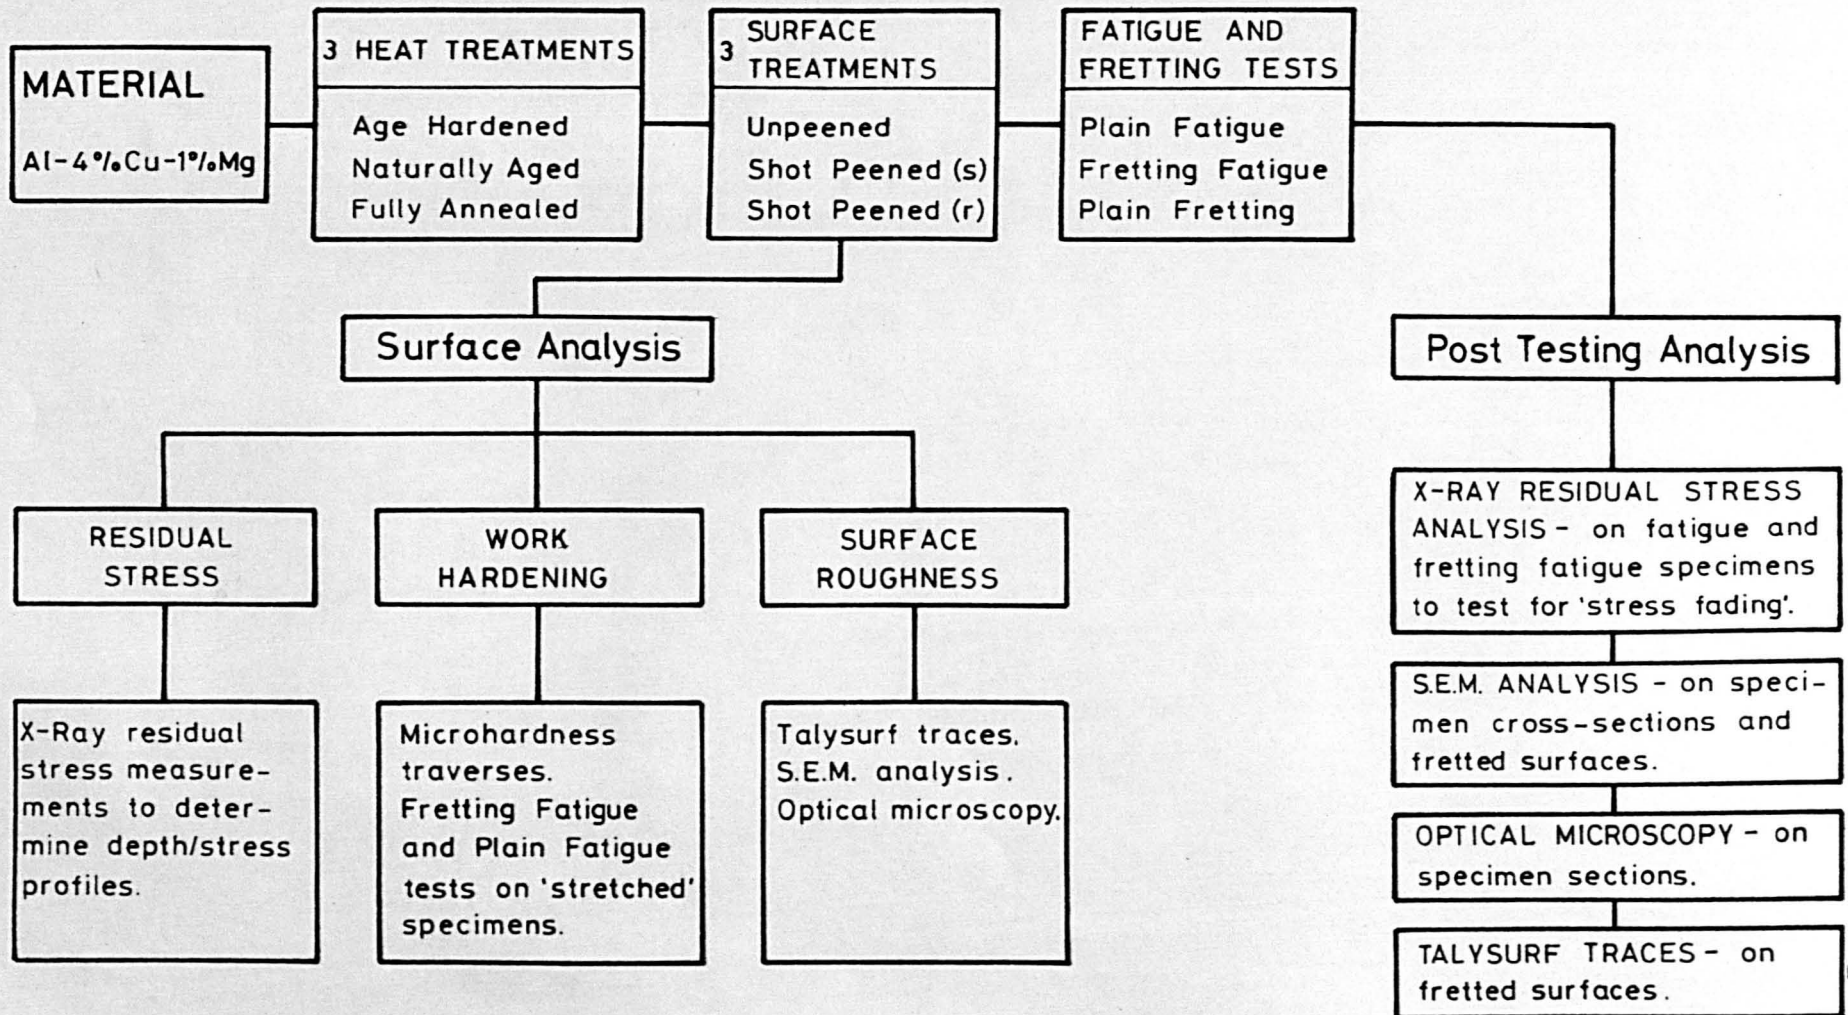 MATERIAL
Al-4%Cu-1%Mg
3 HEAT TREATMENTS
Age Hardened
Naturally Aged
Fully Annealed
3 SURFACE
TREATMENTS
Unpeened
Shot Peened (s)
Shot Peened (r)
FATIGUE AND
FRETTING TESTS
Plain Fatigue
Fretting Fatigue
Plain Fretting
Surface Analysis
RESIDUAL
STRESS
X-Ray residual
stress measure-
ments to deter-
mine depth/stress
profiles.
WORK
HARDENING
Microhardness
traverses.
Fretting Fatigue
and Plain Fatigue
tests on 'stretched'
specimens.
SURFACE
ROUGHNESS
Talysurf traces.
S.E.M. analysis.
Optical microscopy.
Post Testing Analysis
X-RAY RESIDUAL STRESS
ANALYSIS - on fatigue and
fretting fatigue specimens
to test for 'stress fading'.
S.E.M. ANALYSIS - on speci-
men cross-sections and
fretted surfaces.
OPTICAL MICROSCOPY - on
specimen sections.
TALYSURF TRACES - on
fretted surfaces.